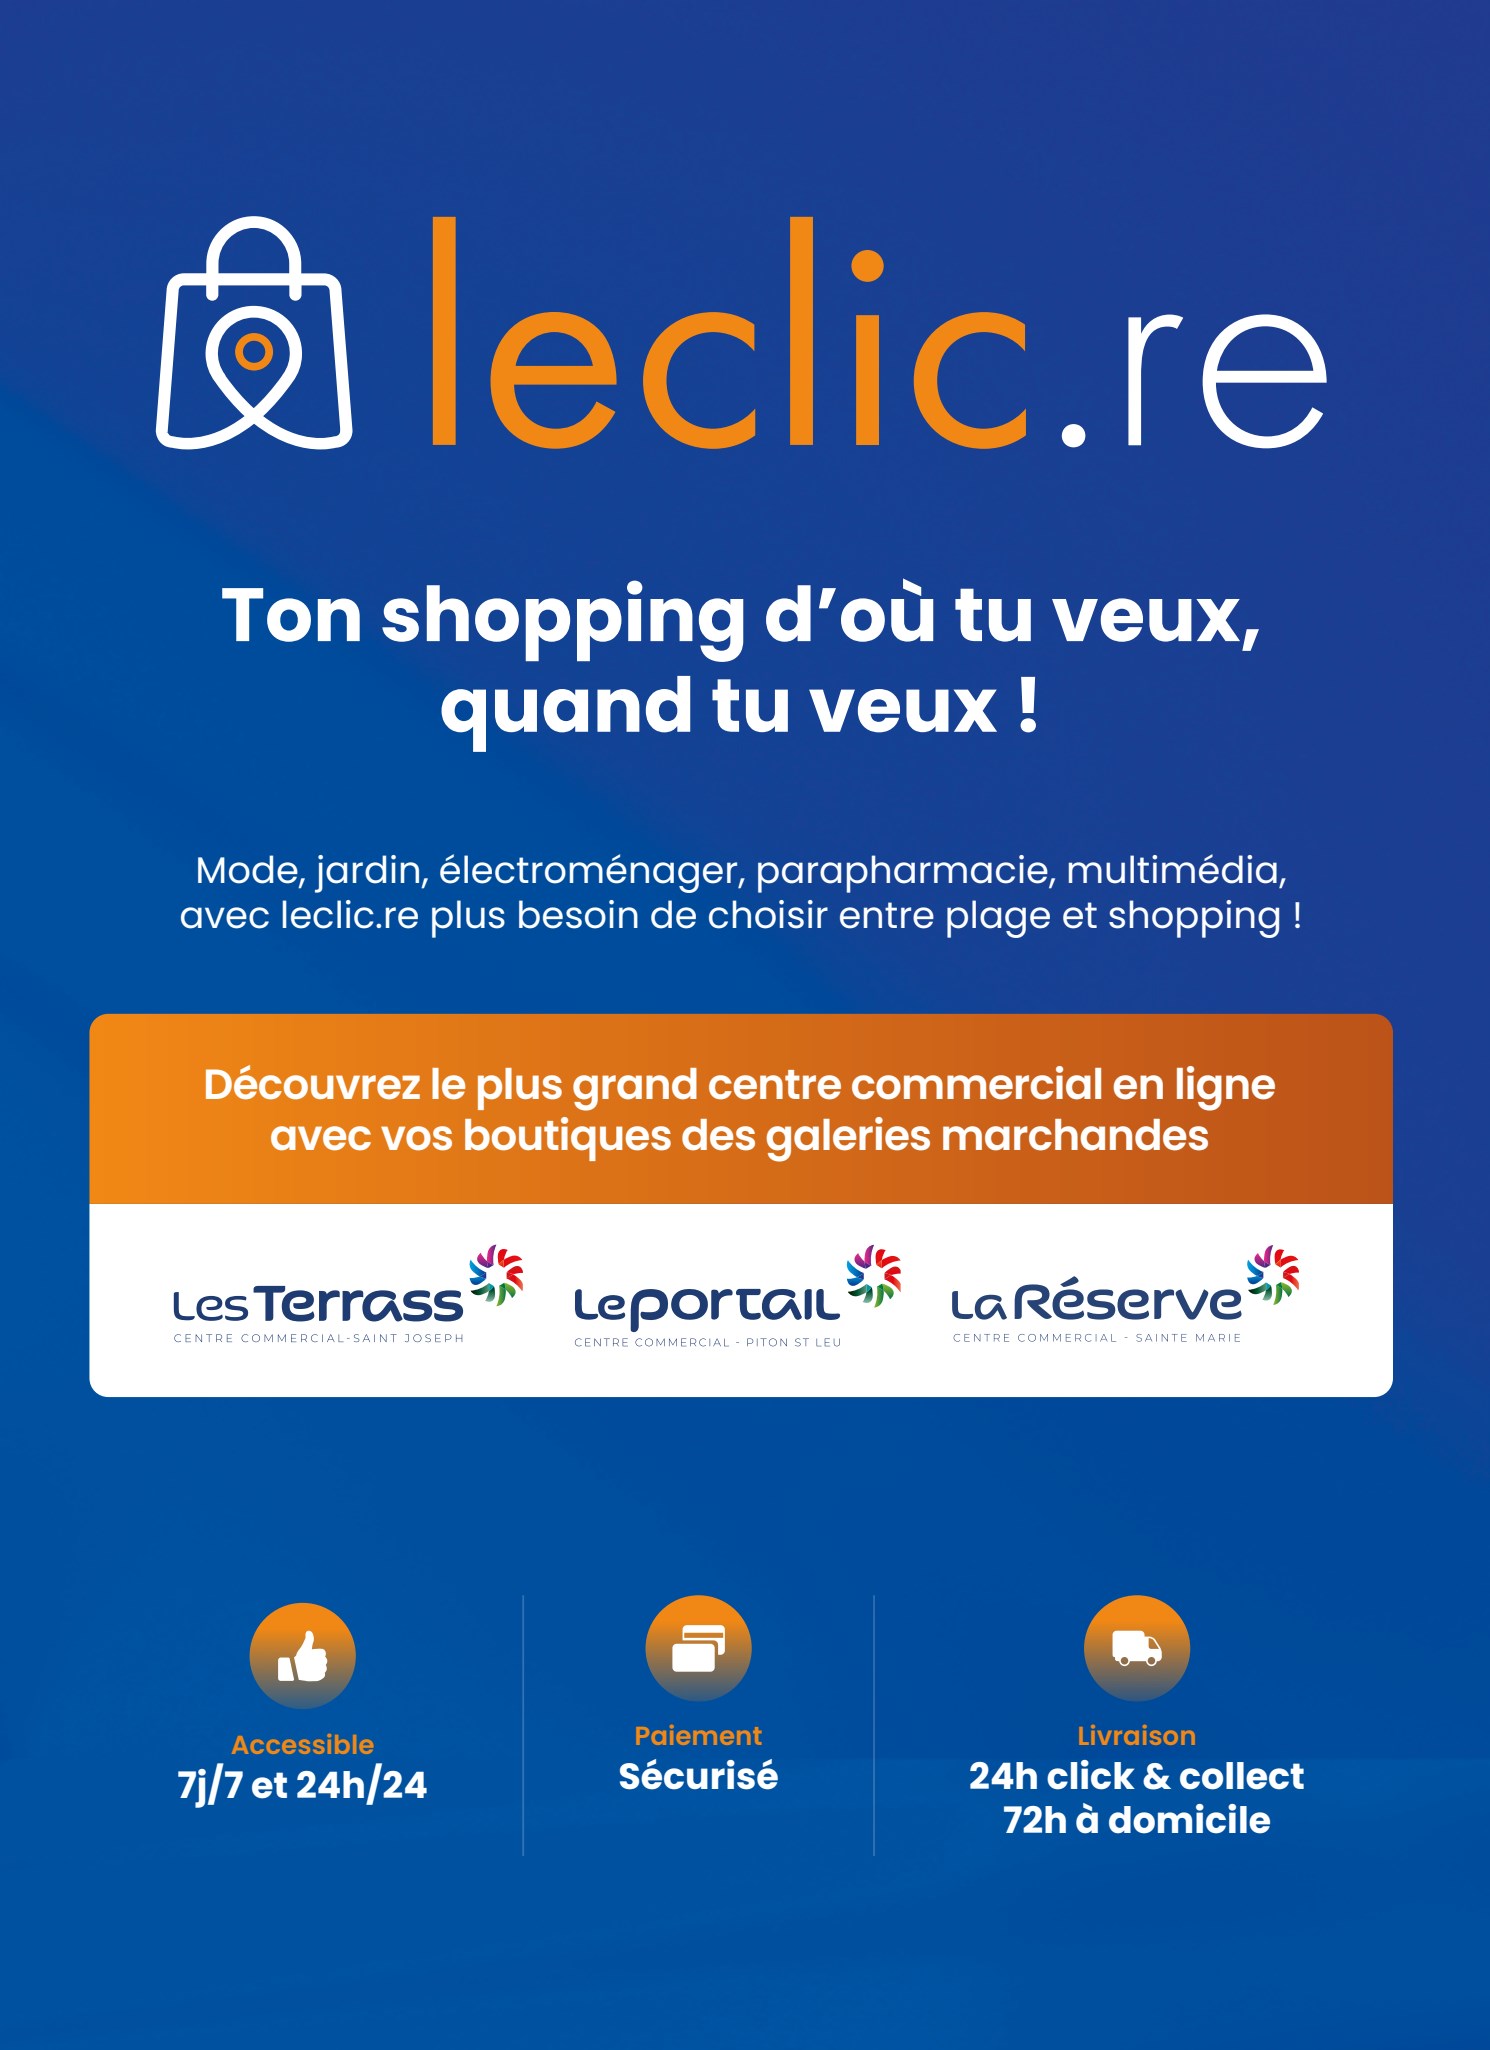 leclic.re
Ton shopping d’où tu veux,
quand tu veux !
Mode, jardin, électroménager, parapharmacie, multimédia,
avec leclic.re plus besoin de choisir entre plage et shopping !
Découvrez le plus grand centre commercial en ligne
avec vos boutiques des galeries marchandes
Les Terrass
CENTRE COMMERCIAL-SAINT JOSEPH
Le portail
CENTRE COMMERCIAL - PITON ST LEU
La Réserve
CENTRE COMMERCIAL - SAINTE MARIE
Accessible
7j/7 et 24h/24
Paiement
Sécurisé
Livraison
24h click & collect
72h à domicile